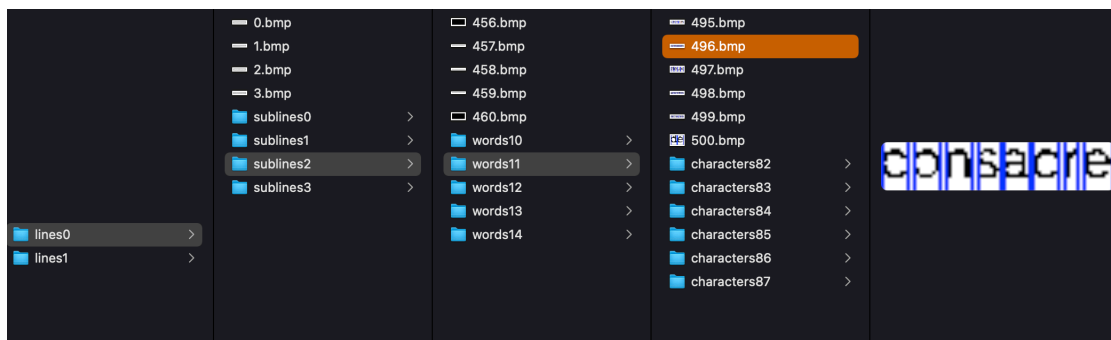 lines0
lines1
0.bmp
1.bmp
2.bmp
3.bmp
sublines0
sublines1
sublines2
sublines3
456.bmp
457.bmp
458.bmp
459.bmp
460.bmp
words10
words11
words12
words13
words14
495.bmp
496.bmp
497.bmp
498.bmp
499.bmp
500.bmp
characters82
characters83
characters84
characters85
characters86
characters87
consacre